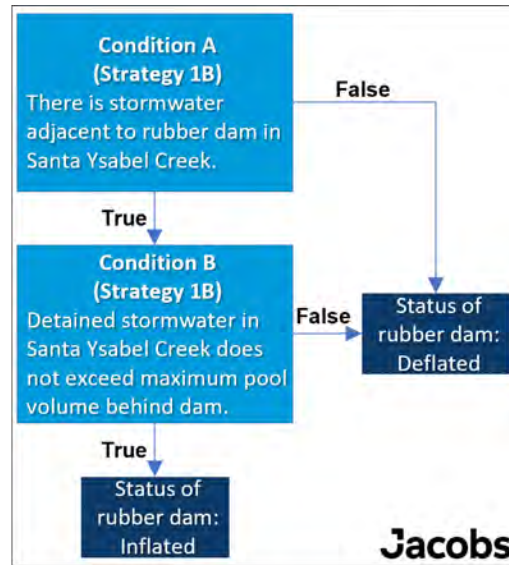 Condition A
(Strategy 1B)
There is stormwater
adjacent to rubber dam in
Santa Ysabel Creek.
False
True
Condition B
(Strategy 1B)
Detained stormwater in
Santa Ysabel Creek does
not exceed maximum pool
volume behind dam.
False
Status of
rubber dam:
Deflated
True
Status of
rubber dam:
Inflated
Jacobs